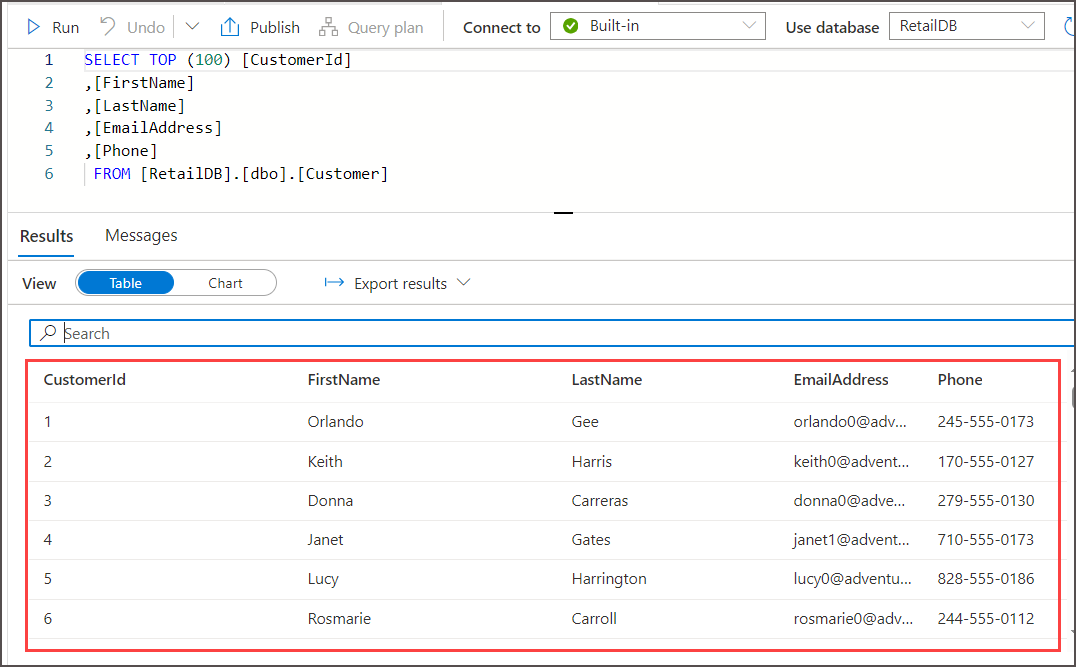 Run Undo Publish Query plan Connect to Built-in Use database RetailDB
1 SELECT TOP (100) [CustomerId]
2 ,[FirstName]
3 ,[LastName]
4 ,[EmailAddress]
5 ,[Phone]
6 FROM [RetailDB].[dbo].[Customer]
Results Messages
View Table Chart Export results
Search
CustomerId FirstName LastName EmailAddress Phone
1 Orlando Gee orlando0@adv... 245-555-0173
2 Keith Harris keith0@advent... 170-555-0127
3 Donna Carreras donna0@adve... 279-555-0130
4 Janet Gates janet1@advent... 710-555-0173
5 Lucy Harrington lucy0@adventu... 828-555-0186
6 Rosmarie Carroll rosmarie0@adv... 244-555-0112